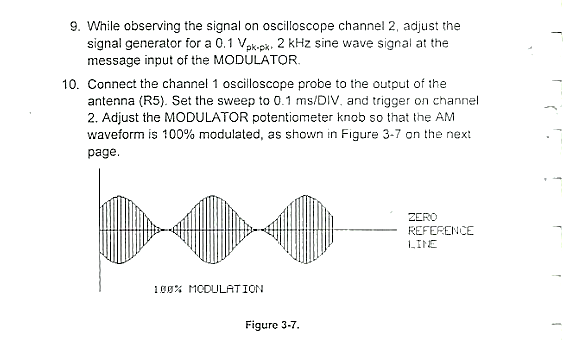 9. While observing the signal on oscilloscope channel 2, adjust the
signal generator for a 0.1 Vpk-pk, 2 kHz sine wave signal at the
message input of the MODULATOR.
10. Connect the channel 1 oscilloscope probe to the output of the
antenna (R5). Set the sweep to 0.1 ms/DIV, and trigger on channel
2. Adjust the MODULATOR potentiometer knob so that the AM
waveform is 100% modulated, as shown in Figure 3-7 on the next
page.
ZERO
REFERENCE
LINE
100% MODULATION
Figure 3-7.